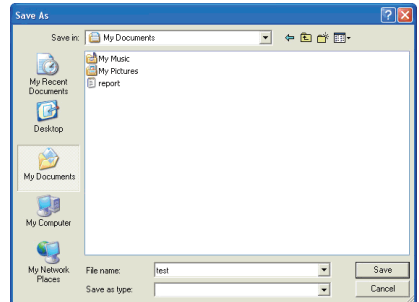 Save As
Save in: My Documents
My Music
My Pictures
report
My Recent
Documents
Desktop
My Documents
My Computer
My Network
Places
File name: test
Save
Save as type:
Cancel